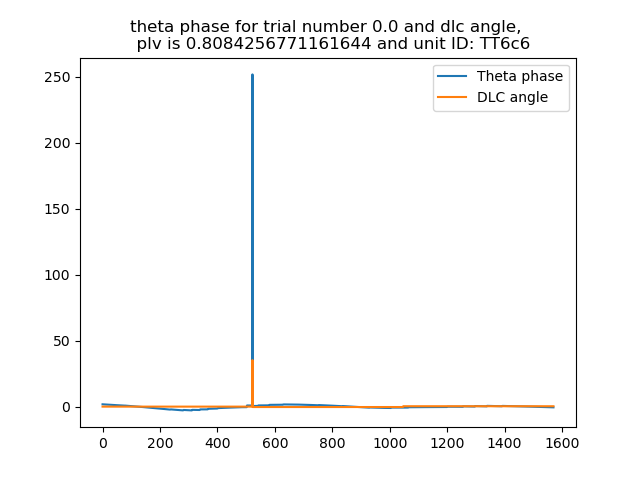 theta phase for trial number 0.0 and dlc angle,
plv is 0.8084256771161644 and unit ID: TT6c6
Theta phase
DLC angle
250
200
150
100
50
0
0 200 400 600 800 1000 1200 1400 1600